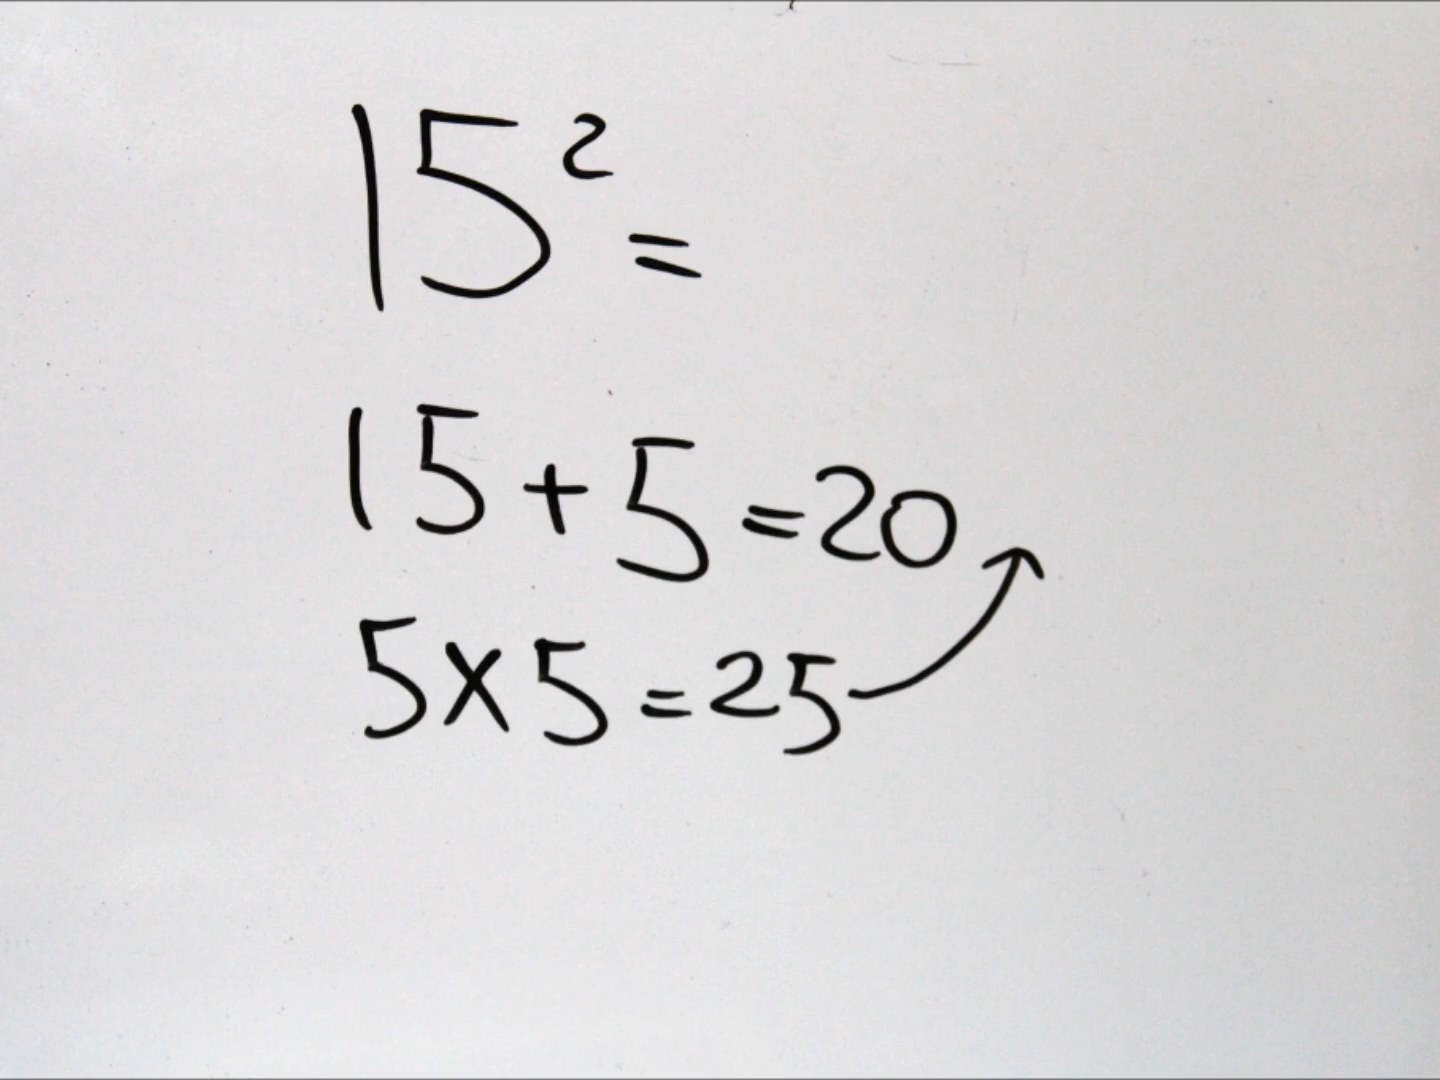 15² =
15 + 5 = 20
5 x 5 = 25